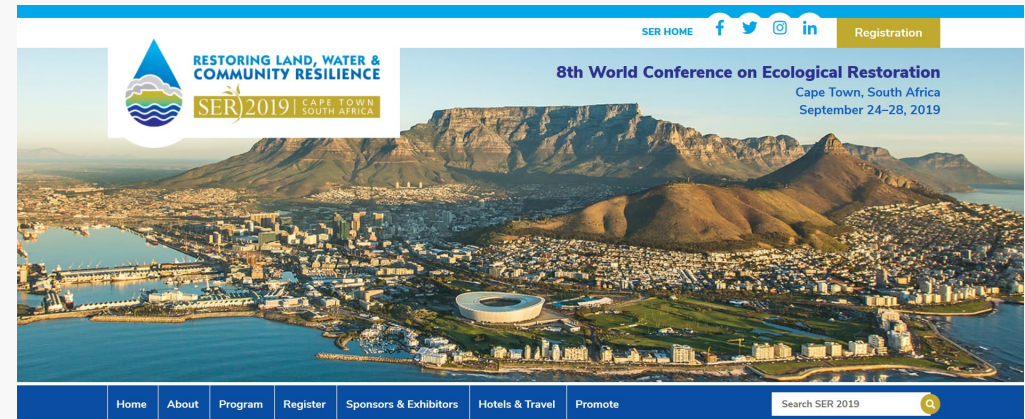 SER HOME
Registration
RESTORING LAND, WATER &
COMMUNITY RESILIENCE
SER 2019 | CAPE TOWN
SOUTH AFRICA
8th World Conference on Ecological Restoration
Cape Town, South Africa
September 24–28, 2019
Home About Program Register Sponsors & Exhibitors Hotels & Travel Promote Search SER 2019